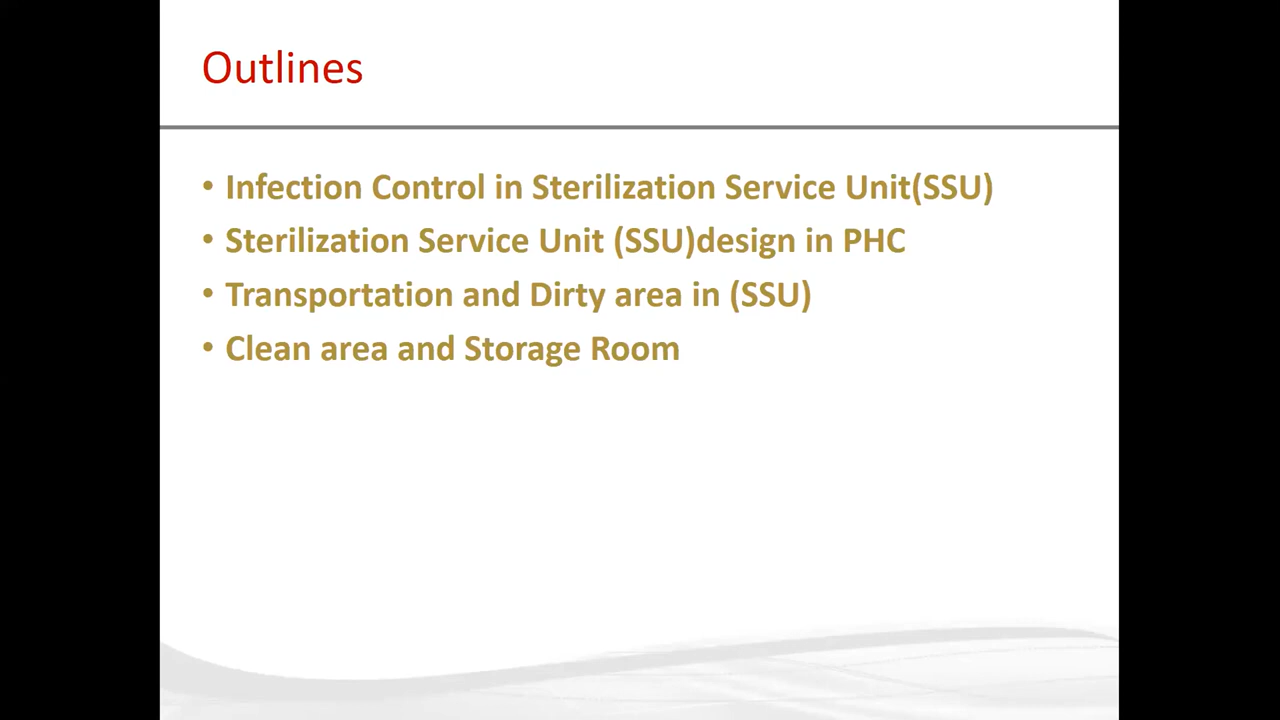 Outlines
• Infection Control in Sterilization Service Unit(SSU)
• Sterilization Service Unit (SSU)design in PHC
• Transportation and Dirty area in (SSU)
• Clean area and Storage Room